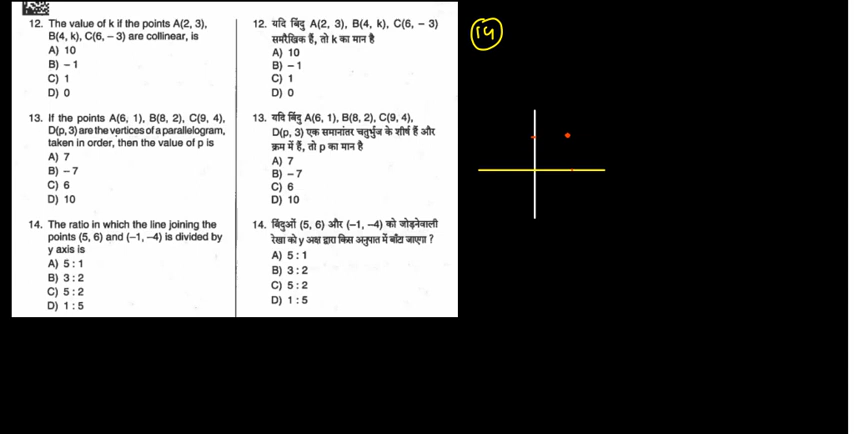 12. The value of k if the points A(2, 3),
B(4, k), C(6, – 3) are collinear, is
A) 10
B) – 1
C) 1
D) 0
13. If the points A(6, 1), B(8, 2), C(9, 4),
D(p, 3) are the vertices of a parallelogram,
taken in order, then the value of p is
A) 7
B) – 7
C) 6
D) 10
14. The ratio in which the line joining the
points (5, 6) and (–1, –4) is divided by
y axis is
A) 5 : 1
B) 3 : 2
C) 5 : 2
D) 1 : 5
12. यदि बिंदु A(2, 3), B(4, k), C(6, – 3)
समरैखिक हैं, तो k का मान है
A) 10
B) – 1
C) 1
D) 0
13. यदि बिंदु A(6, 1), B(8, 2), C(9, 4),
D(p, 3) एक समानांतर चतुर्भुज के शीर्ष हैं और
क्रम में हैं, तो p का मान है
A) 7
B) – 7
C) 6
D) 10
14. बिंदुओं (5, 6) और (–1, –4) को जोड़नेवाली
रेखा को y अक्ष द्वारा किस अनुपात में बाँटा जाएगा ?
A) 5 : 1
B) 3 : 2
C) 5 : 2
D) 1 : 5
14